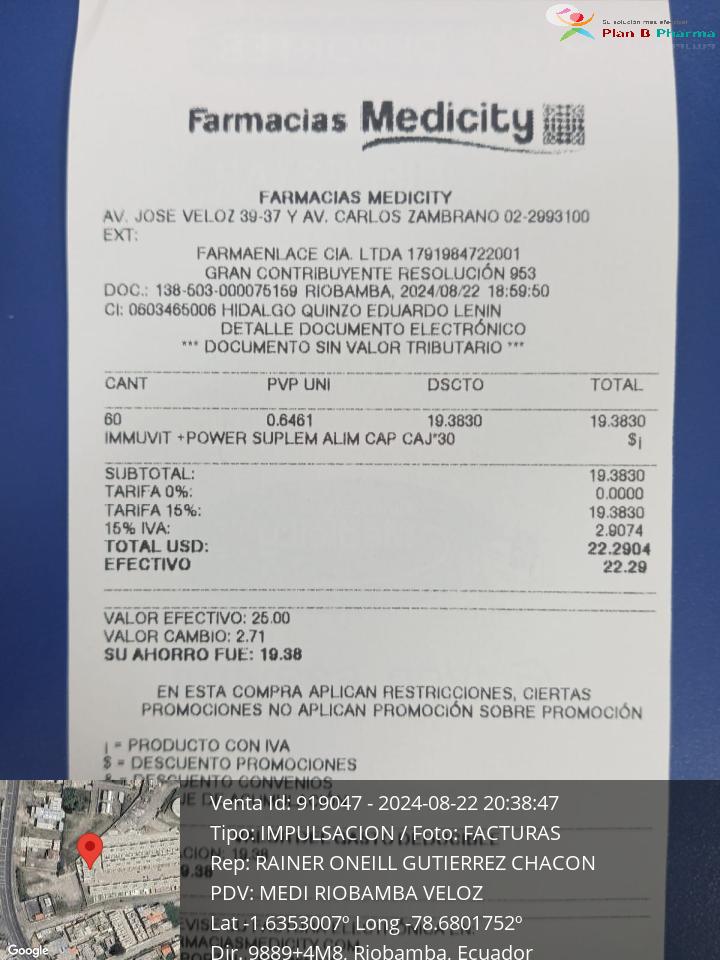 Su solución mas efectiva!
Plan B Pharma
Farmacias Medicity
FARMACIAS MEDICITY
AV. JOSE VELOZ 39-37 Y AV. CARLOS ZAMBRANO 02-2993100
EXT:
FARMAENLACE CIA. LTDA 1791984722001
GRAN CONTRIBUYENTE RESOLUCIÓN 953
DOC.: 138-503-000075159 RIOBAMBA, 2024/08/22 18:59:50
CI: 0603465006 HIDALGO QUINZO EDUARDO LENIN
DETALLE DOCUMENTO ELECTRÓNICO
*** DOCUMENTO SIN VALOR TRIBUTARIO ***
CANT PVP UNI DSCTO TOTAL
60 0.6461 19.3830 19.3830
IMMUVIT +POWER SUPLEM ALIM CAP CAJ*30 $¡
SUBTOTAL: 19.3830
TARIFA 0%: 0.0000
TARIFA 15%: 19.3830
15% IVA: 2.9074
TOTAL USD: 22.2904
EFECTIVO 22.29
VALOR EFECTIVO: 25.00
VALOR CAMBIO: 2.71
SU AHORRO FUE: 19.38
EN ESTA COMPRA APLICAN RESTRICCIONES, CIERTAS
PROMOCIONES NO APLICAN PROMOCIÓN SOBRE PROMOCIÓN
¡ = PRODUCTO CON IVA
$ = DESCUENTO PROMOCIONES
& = DESCUENTO CONVENIOS
Venta Id: 919047 - 2024-08-22 20:38:47
Tipo: IMPULSACION / Foto: FACTURAS
Rep: RAINER ONEILL GUTIERREZ CHACON
PDV: MEDI RIOBAMBA VELOZ
Lat -1.6353007º Long -78.6801752º
Dir. 9889+4M8, Riobamba, Ecuador
Google